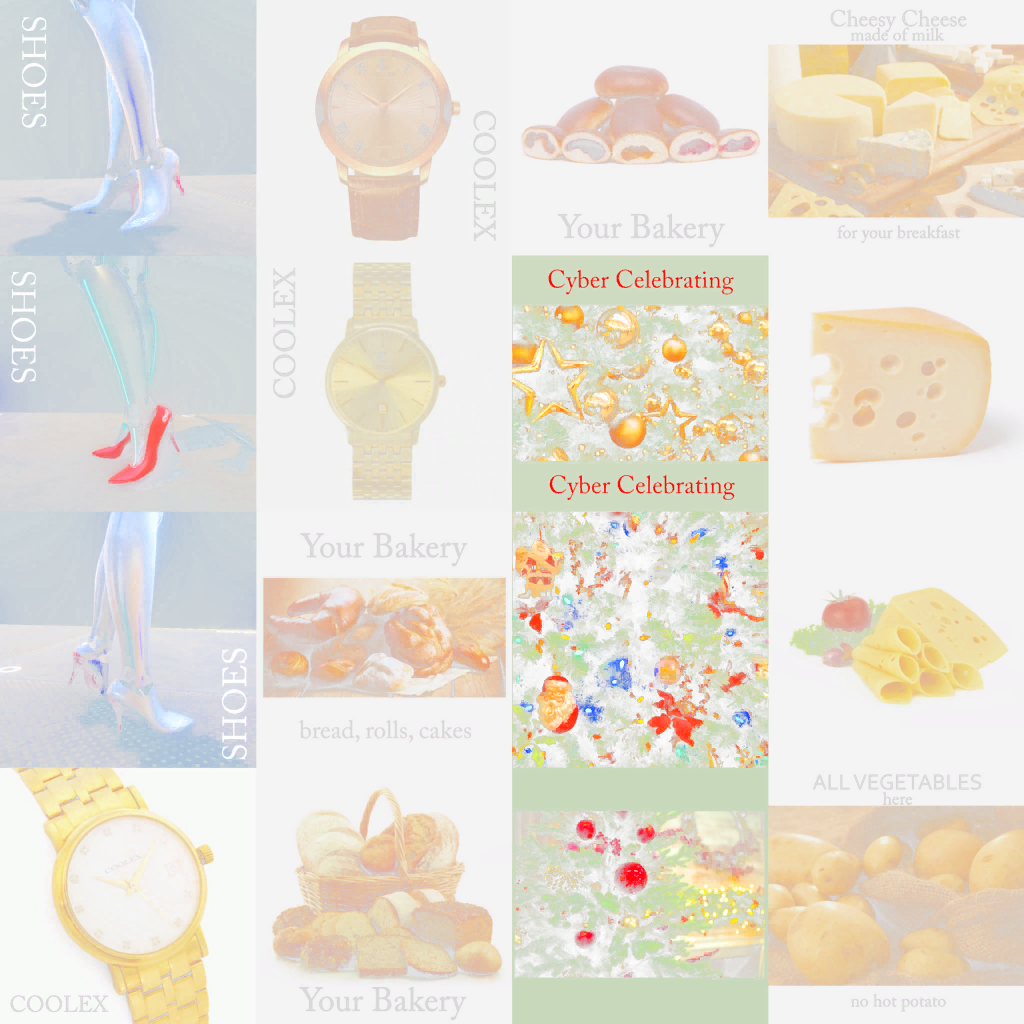 SHOES
COOLEX
Your Bakery
Cheesy Cheese
made of milk
for your breakfast
SHOES
COOLEX
Cyber Celebrating
Cyber Celebrating
SHOES
Your Bakery
bread, rolls, cakes
COOLEX
COOLEX
Your Bakery
ALL VEGETABLES
here
no hot potato